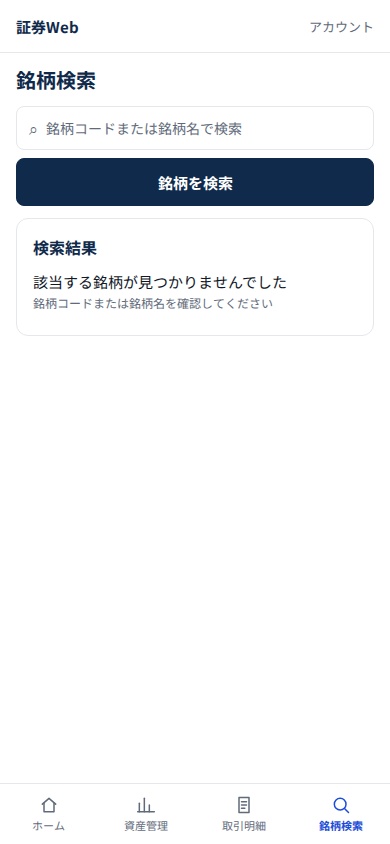 証券Web
アカウント
銘柄検索
銘柄コードまたは銘柄名で検索
銘柄を検索
検索結果
該当する銘柄が見つかりませんでした
銘柄コードまたは銘柄名を確認してください
ホーム
資産管理
取引明細
銘柄検索